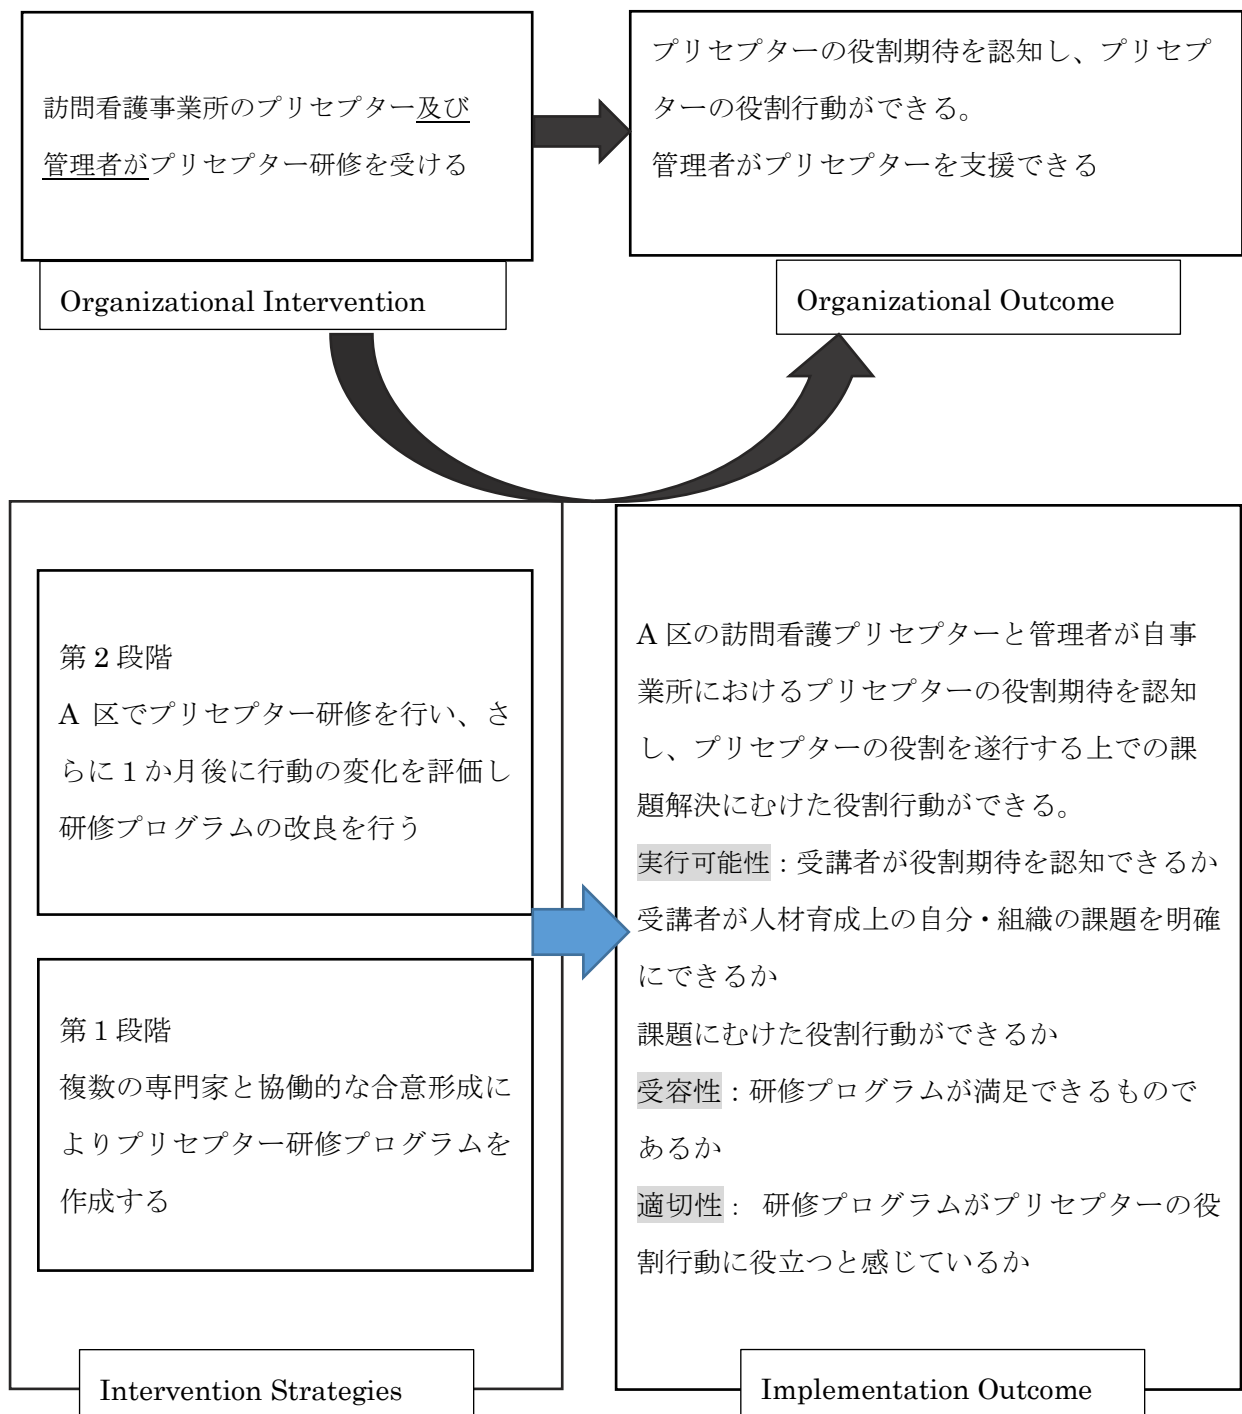 訪問看護事業所のプリセプター及び
管理者がプリセプター研修を受ける
Organizational Intervention
プリセプターの役割期待を認知し、プリセプ
ターの役割行動ができる。
管理者がプリセプターを支援できる
Organizational Outcome
第2段階
A 区でプリセプター研修を行い、さ
らに1か月後に行動の変化を評価し
研修プログラムの改良を行う
第1段階
複数の専門家と協働的な合意形成に
よりプリセプター研修プログラムを
作成する
Intervention Strategies
A 区の訪問看護プリセプターと管理者が自事
業所におけるプリセプターの役割期待を認知
し、プリセプターの役割を遂行する上での課
題解決にむけた役割行動ができる。
実行可能性：受講者が役割期待を認知できるか
受講者が人材育成上の自分・組織の課題を明確
にできるか
課題にむけた役割行動ができるか
受容性：研修プログラムが満足できるもので
あるか
適切性： 研修プログラムがプリセプターの役
割行動に役立つと感じているか
Implementation Outcome